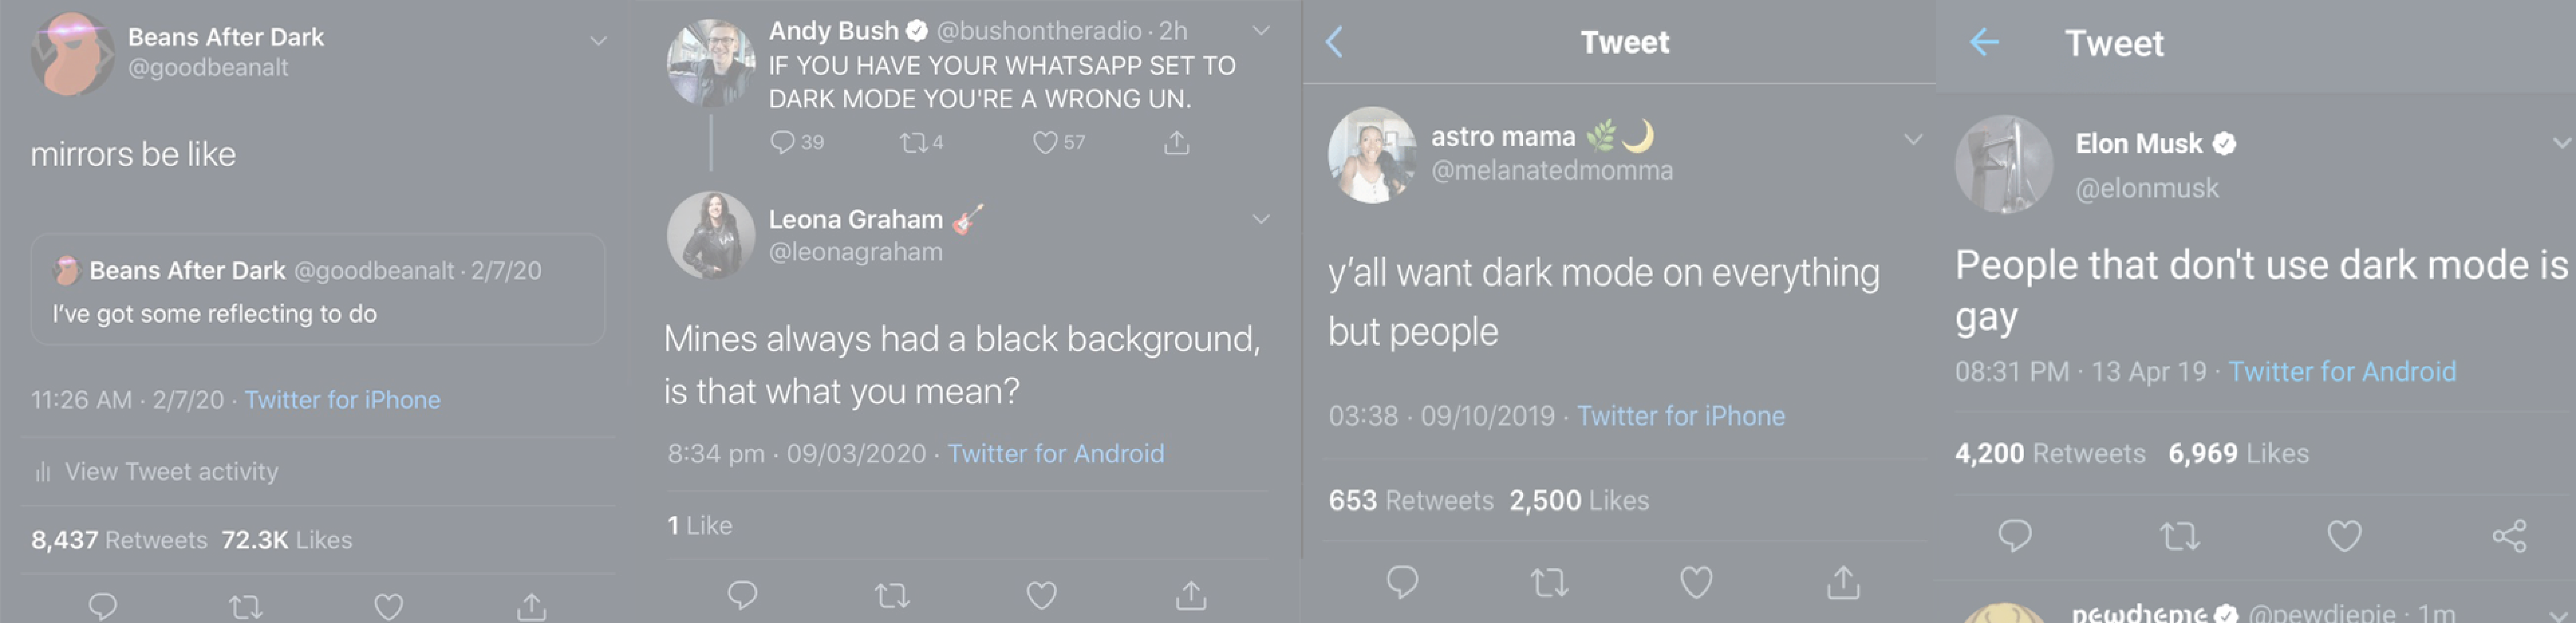 Beans After Dark
@goodbeanalt
mirrors be like
Beans After Dark @goodbeanalt · 2/7/20
I've got some reflecting to do
11:26 AM · 2/7/20 · Twitter for iPhone
View Tweet activity
8,437 Retweets 72.3K Likes
Andy Bush @bushontheradio · 2h
IF YOU HAVE YOUR WHATSAPP SET TO
DARK MODE YOU'RE A WRONG UN.
39 4 57
Leona Graham 🎸
@leonagraham
Mines always had a black background,
is that what you mean?
8:34 pm · 09/03/2020 · Twitter for Android
1 Like
Tweet
astro mama 🌿🌙
@melanatedmomma
y'all want dark mode on everything
but people
03:38 · 09/10/2019 · Twitter for iPhone
653 Retweets 2,500 Likes
Tweet
Elon Musk
@elonmusk
People that don't use dark mode is
gay
08:31 PM · 13 Apr 19 · Twitter for Android
4,200 Retweets 6,969 Likes
pewdiepie @pewdiepie · 1m